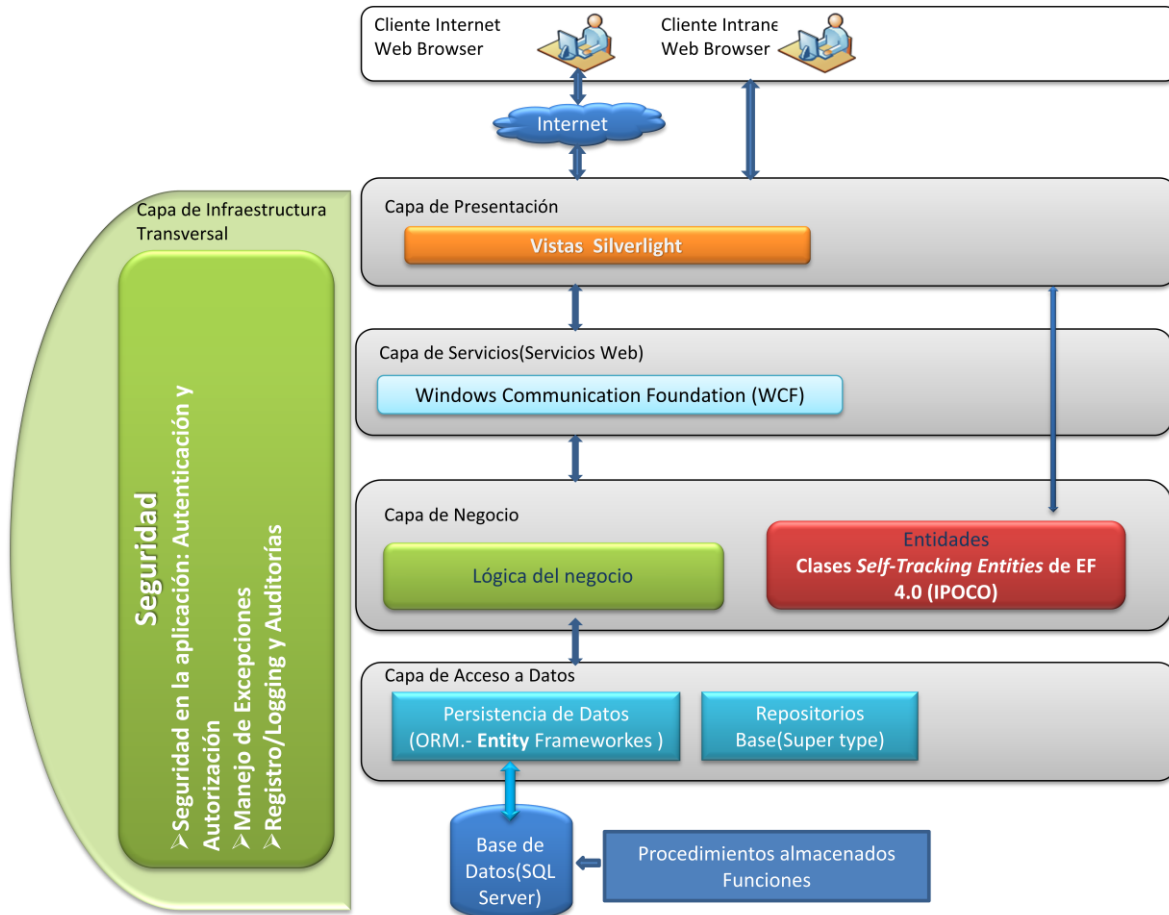 Cliente Internet
Web Browser
Cliente Intrane
Web Browser
Internet
Capa de Infraestructura
Transversal
Seguridad
➢Seguridad en la aplicación: Autenticación y
Autorización
➢Manejo de Excepciones
➢Registro/Logging y Auditorías
Capa de Presentación
Vistas Silverlight
Capa de Servicios(Servicios Web)
Windows Communication Foundation (WCF)
Capa de Negocio
Lógica del negocio
Entidades
Clases Self-Tracking Entities de EF
4.0 (IPOCO)
Capa de Acceso a Datos
Persistencia de Datos
(ORM.- Entity Frameworkes )
Repositorios
Base(Super type)
Base de
Datos(SQL
Server)
Procedimientos almacenados
Funciones